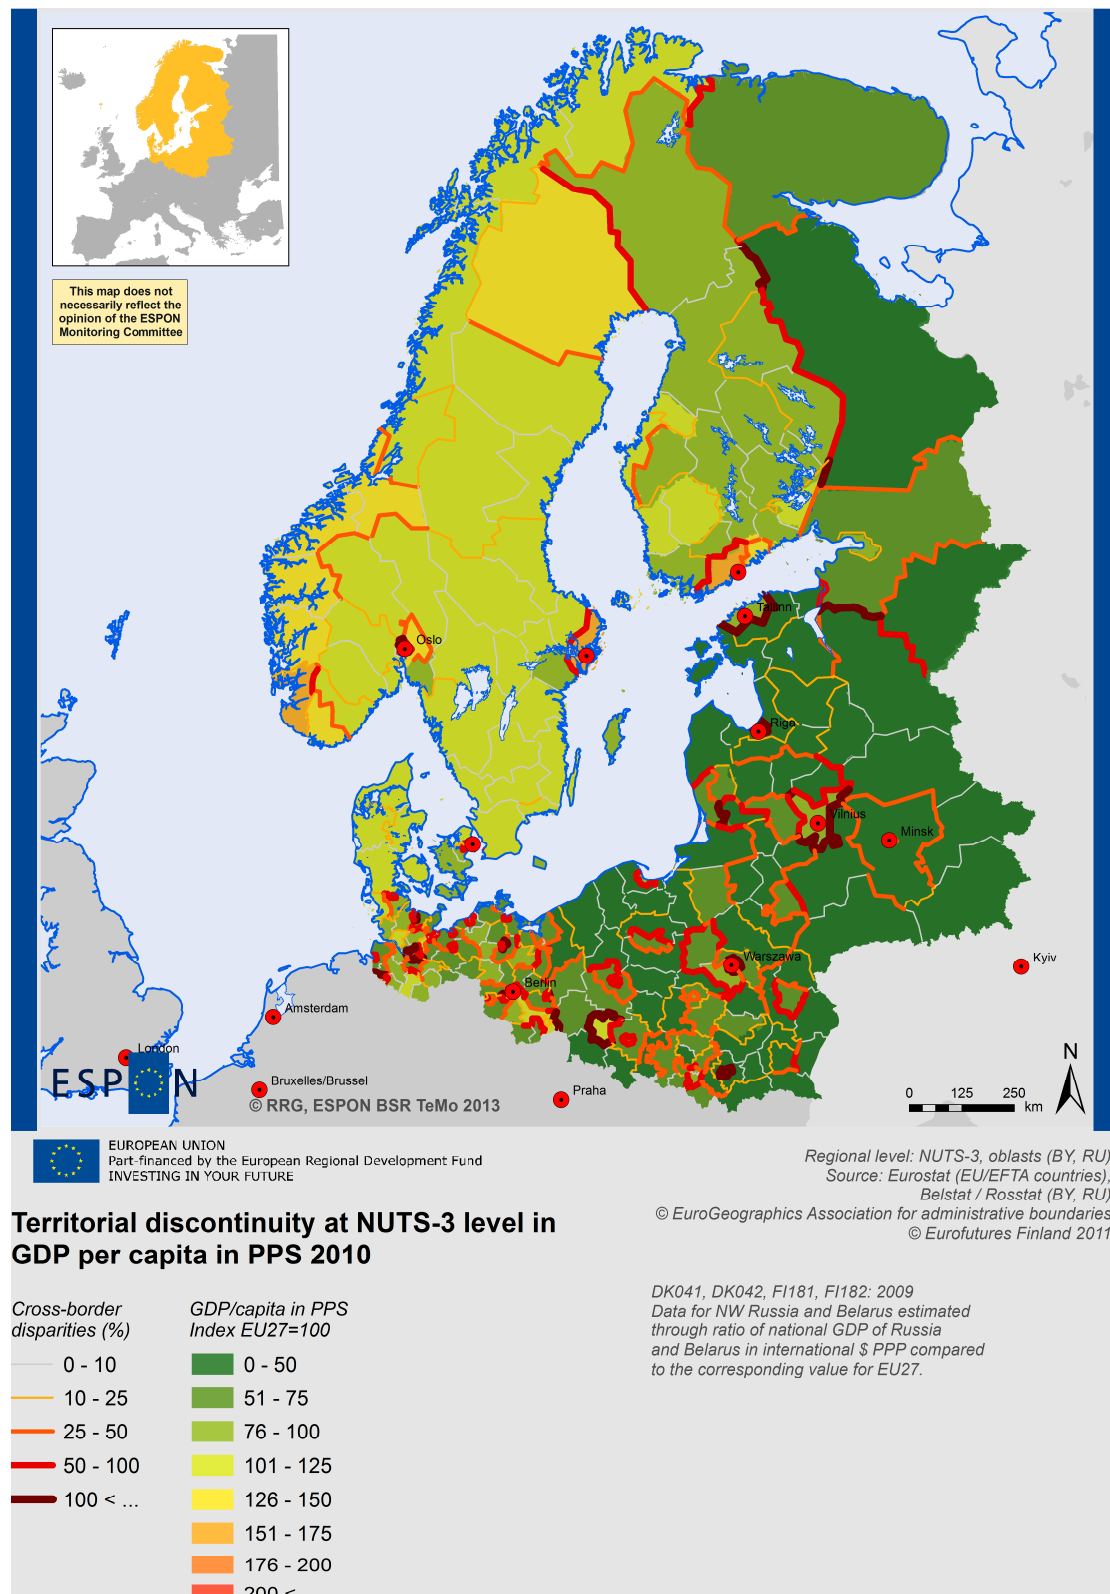 This map does not
necessarily reflect the
opinion of the ESPON
Monitoring Committee
Oslo
Tallinn
Riga
Vilnius
Minsk
Warszawa
Kyiv
Berlin
Amsterdam
London
Bruxelles/Brussel
Praha
ESPON
© RRG, ESPON BSR TeMo 2013
N
0 125 250
km
EUROPEAN UNION
Part-financed by the European Regional Development Fund
INVESTING IN YOUR FUTURE
Regional level: NUTS-3, oblasts (BY, RU)
Source: Eurostat (EU/EFTA countries),
Belstat / Rosstat (BY, RU)
© EuroGeographics Association for administrative boundaries
© Eurofutures Finland 2011
Territorial discontinuity at NUTS-3 level in
GDP per capita in PPS 2010
DK041, DK042, FI181, FI182: 2009
Data for NW Russia and Belarus estimated
through ratio of national GDP of Russia
and Belarus in international $ PPP compared
to the corresponding value for EU27.
Cross-border
disparities (%)
0 - 10
10 - 25
25 - 50
50 - 100
100 < ...
GDP/capita in PPS
Index EU27=100
0 - 50
51 - 75
76 - 100
101 - 125
126 - 150
151 - 175
176 - 200
200 <